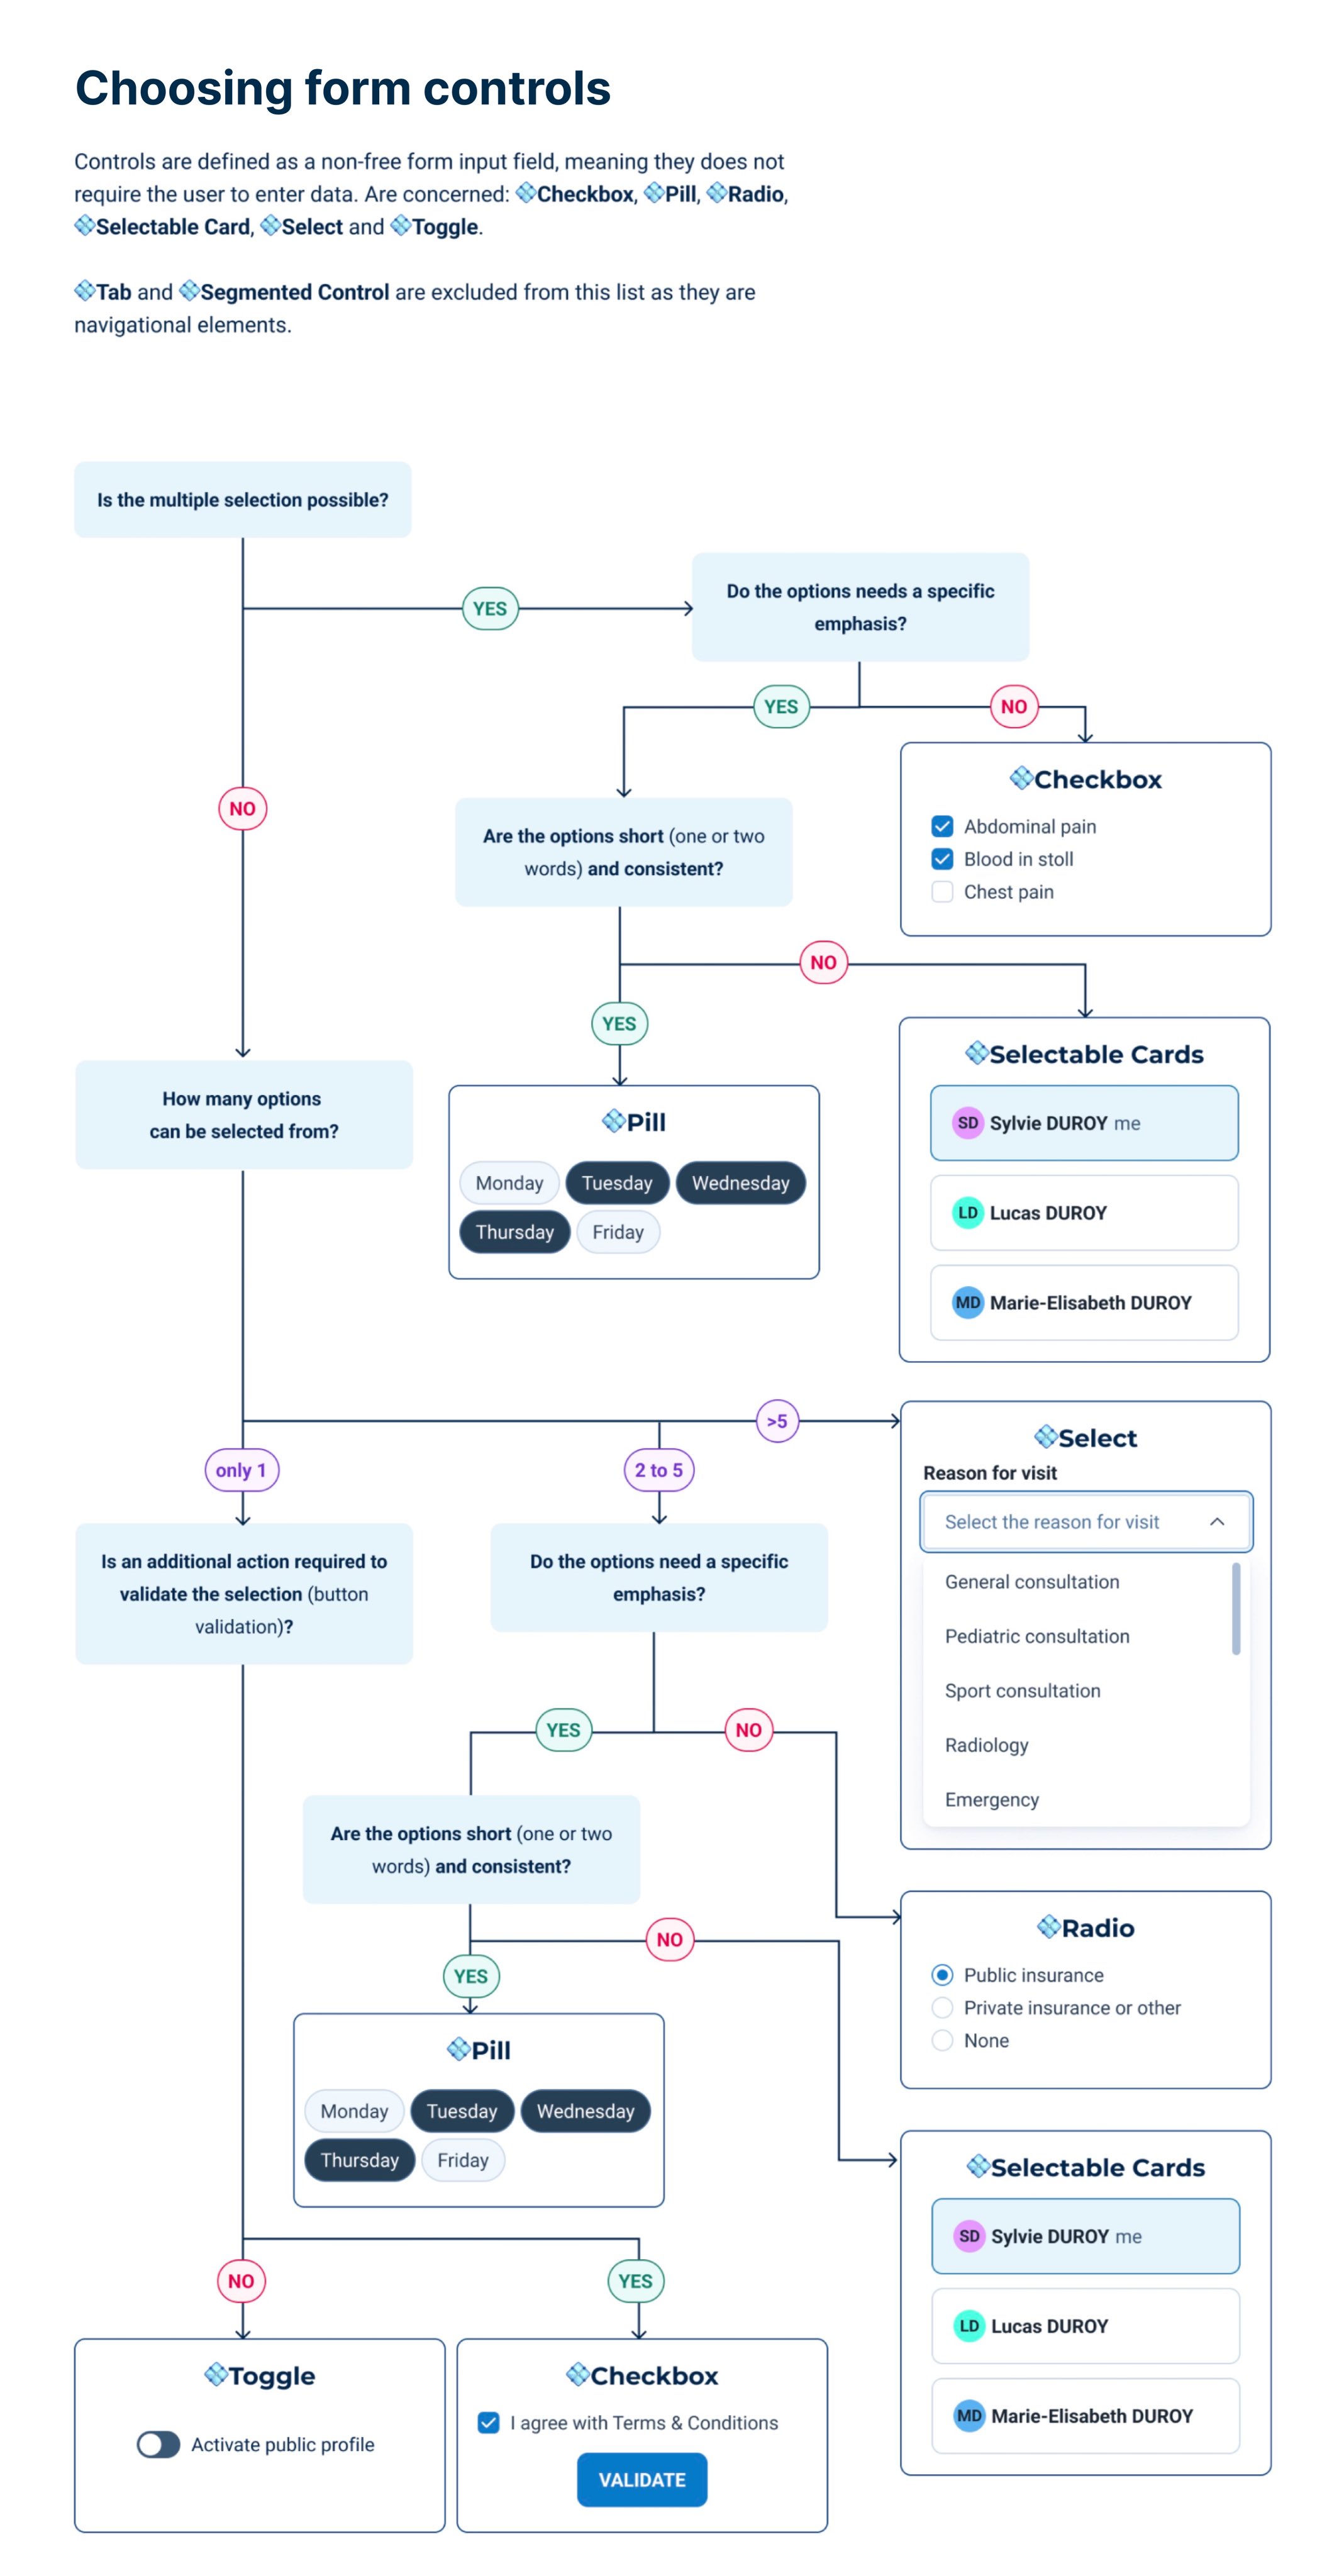 Choosing form controls
Controls are defined as a non-free form input field, meaning they does not
require the user to enter data. Are concerned: Checkbox, Pill, Radio,
Selectable Card, Select and Toggle.
Tab and Segmented Control are excluded from this list as they are
navigational elements.
Is the multiple selection possible?
YES
Do the options needs a specific
emphasis?
YES
NO
NO
Checkbox
Abdominal pain
Blood in stoll
Chest pain
Are the options short (one or two
words) and consistent?
NO
YES
Selectable Cards
SD Sylvie DUROY me
LD Lucas DUROY
MD Marie-Elisabeth DUROY
Pill
Monday Tuesday Wednesday
Thursday Friday
How many options
can be selected from?
>5
only 1
2 to 5
Select
Reason for visit
Select the reason for visit
General consultation
Pediatric consultation
Sport consultation
Radiology
Emergency
Is an additional action required to
validate the selection (button
validation)?
Do the options need a specific
emphasis?
YES
NO
Are the options short (one or two
words) and consistent?
Radio
Public insurance
Private insurance or other
None
NO
YES
Pill
Monday Tuesday Wednesday
Thursday Friday
Selectable Cards
SD Sylvie DUROY me
LD Lucas DUROY
MD Marie-Elisabeth DUROY
NO
YES
Toggle
Activate public profile
Checkbox
I agree with Terms & Conditions
VALIDATE